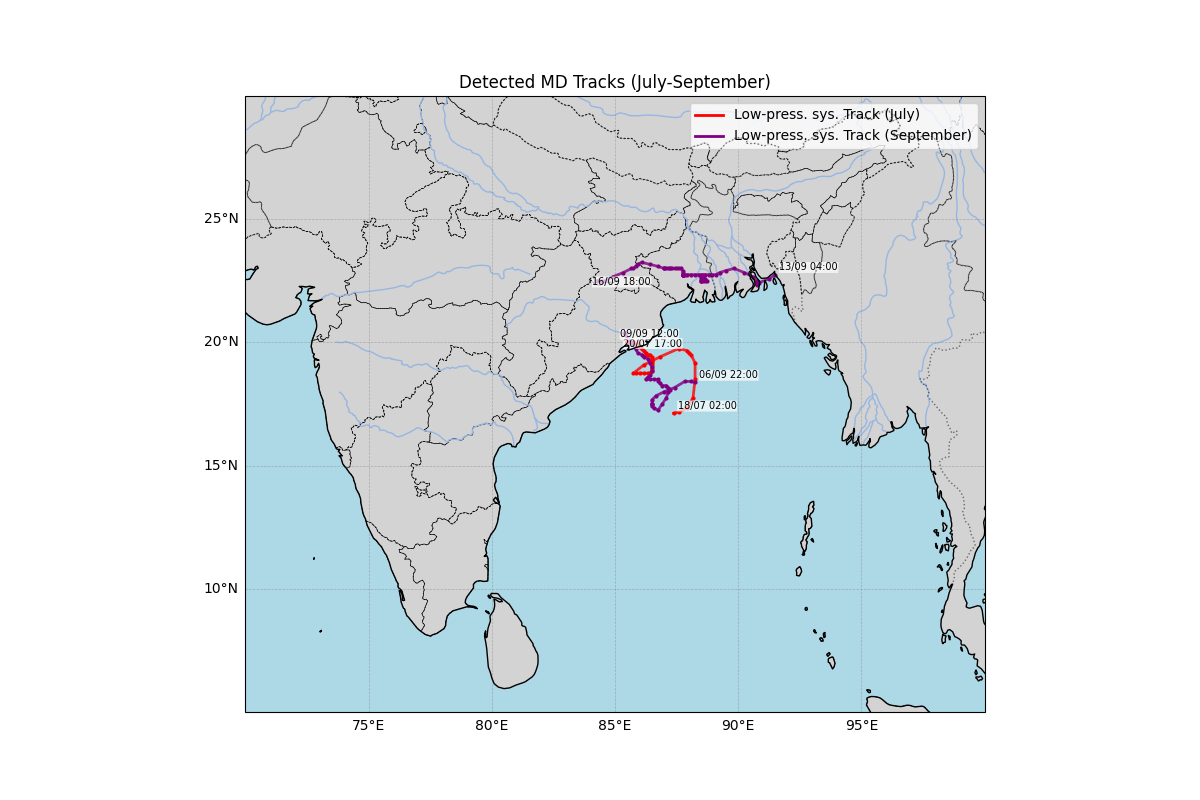 Detected MD Tracks (July-September)
Low-press. sys. Track (July)
Low-press. sys. Track (September)
25°N
20°N
15°N
10°N
13/09 04:00
16/09 18:00
09/09 12:00
20/07 17:00
06/09 22:00
18/07 02:00
75°E
80°E
85°E
90°E
95°E